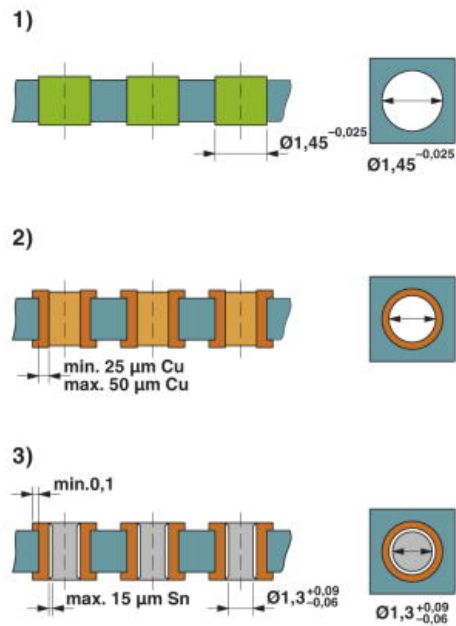 1)
Ø1,45⁻⁰,⁰²⁵
Ø1,45⁻⁰,⁰²⁵
2)
min. 25 µm Cu
max. 50 µm Cu
3)
min.0,1
max. 15 µm Sn
Ø1,3+0,09 -0,06
Ø1,3+0,09 -0,06